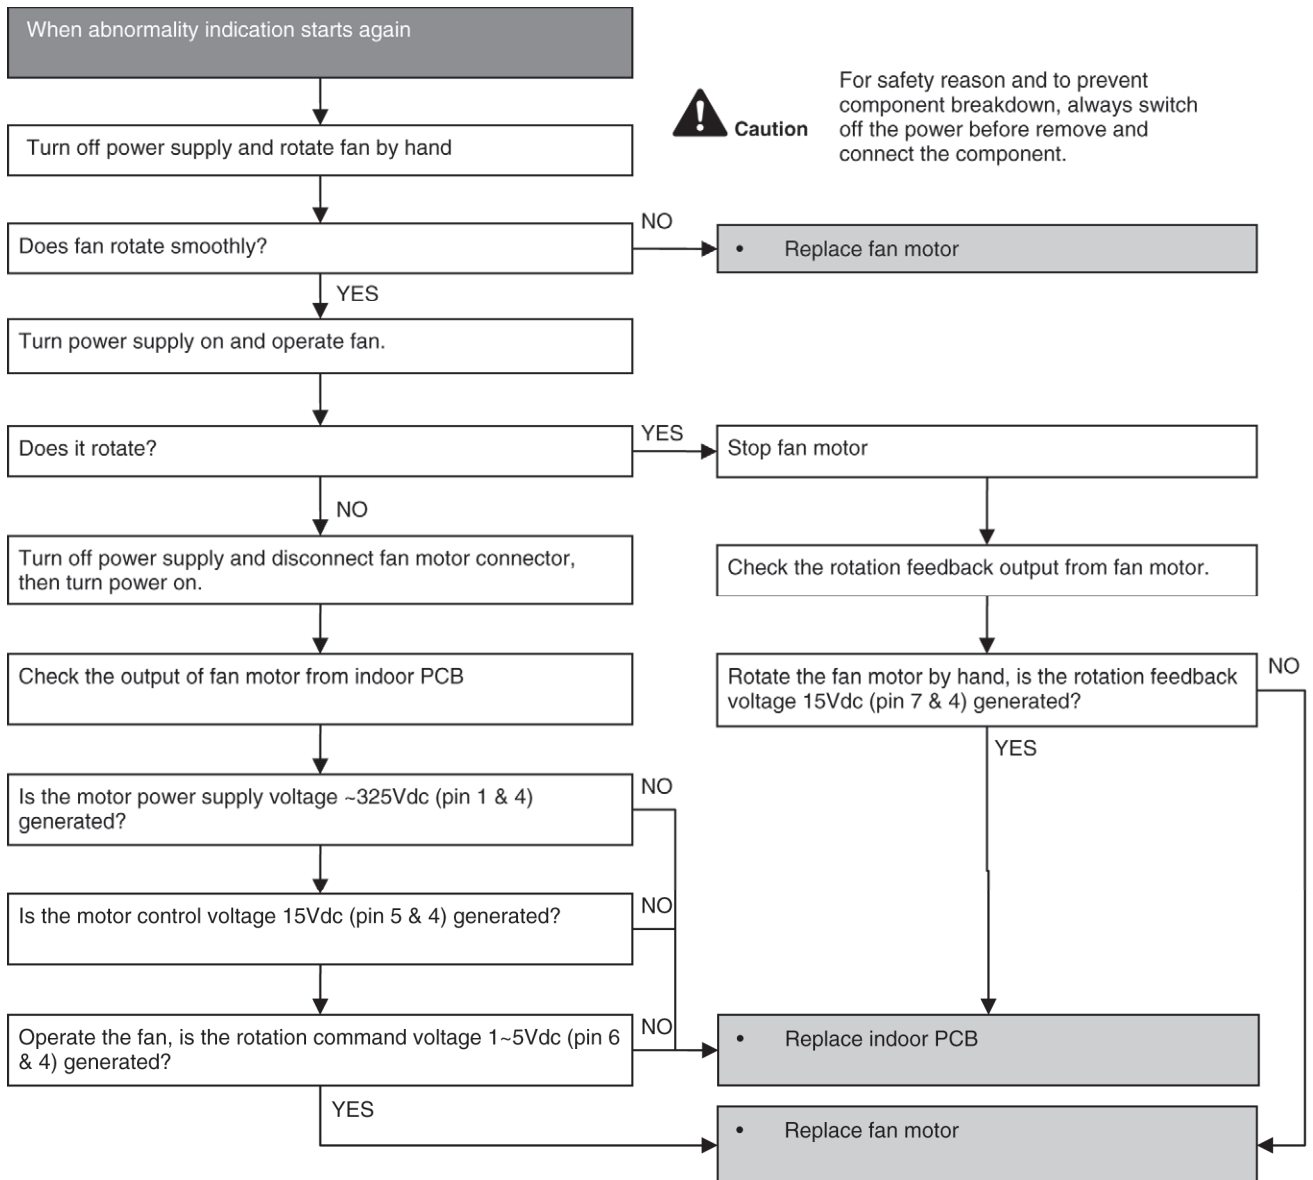 When abnormality indication starts again
For safety reason and to prevent
component breakdown, always switch
off the power before remove and
connect the component.
Caution
Turn off power supply and rotate fan by hand
Does fan rotate smoothly?
NO
• Replace fan motor
YES
Turn power supply on and operate fan.
Does it rotate?
YES
Stop fan motor
NO
Turn off power supply and disconnect fan motor connector,
then turn power on.
Check the rotation feedback output from fan motor.
Check the output of fan motor from indoor PCB
Rotate the fan motor by hand, is the rotation feedback
voltage 15Vdc (pin 7 & 4) generated?
NO
YES
Is the motor power supply voltage ~325Vdc (pin 1 & 4)
generated?
NO
Is the motor control voltage 15Vdc (pin 5 & 4) generated?
NO
Operate the fan, is the rotation command voltage 1~5Vdc (pin 6
& 4) generated?
NO
• Replace indoor PCB
YES
• Replace fan motor